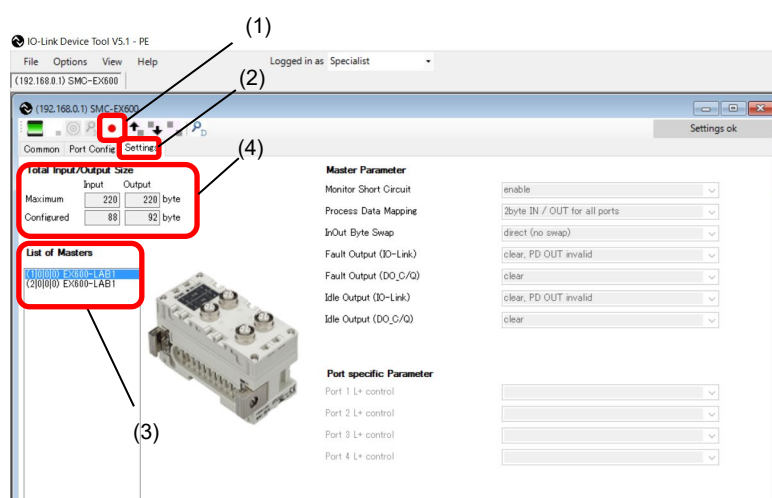 (1)
IO-Link Device Tool V5.1 - PE
File Options View Help Logged in as Specialist
(192.168.0.1) SMC-EX600
(2)
(192.168.0.1) SMC-EX600
Settings ok
Common Port Config Settings
(4)
Total Input/Output Size
Input Output
Maximum 220 220 byte
Configured 88 92 byte
List of Masters
(1)0|0|0) EX600-LAB1
(2|0|0|0) EX600-LAB1
(3)
Master Parameter
Monitor Short Circuit enable
Process Data Mapping 2byte IN / OUT for all ports
InOut Byte Swap direct (no swap)
Fault Output (IO-Link) clear, PD OUT invalid
Fault Output (DO_C/Q) clear
Idle Output (IO-Link) clear, PD OUT invalid
Idle Output (DO_C/Q) clear
Port specific Parameter
Port 1 L+ control
Port 2 L+ control
Port 3 L+ control
Port 4 L+ control